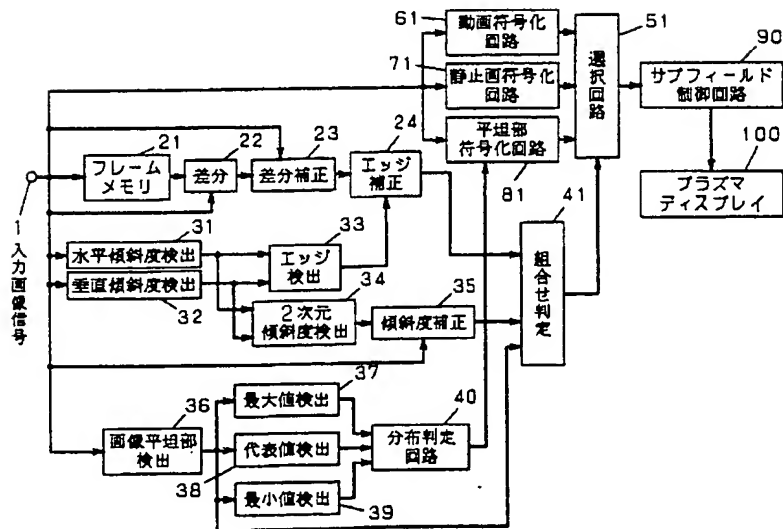 61
動画符号化
回路
71
静止画符号化
回路
平坦部
符号化回路
81
51
選択回路
90
サブフィールド
制御回路
100
プラズマ
ディスプレイ
21
フレーム
メモリ
22
差分
23
差分補正
24
エッジ
補正
1
入力画像信号
31
水平傾斜度検出
垂直傾斜度検出
32
33
エッジ
検出
34
2次元
傾斜度検出
35
傾斜度補正
41
組合せ判定
36
画像平坦部
検出
37
最大値検出
代表値検出
38
最小値検出
39
40
分布判定
回路